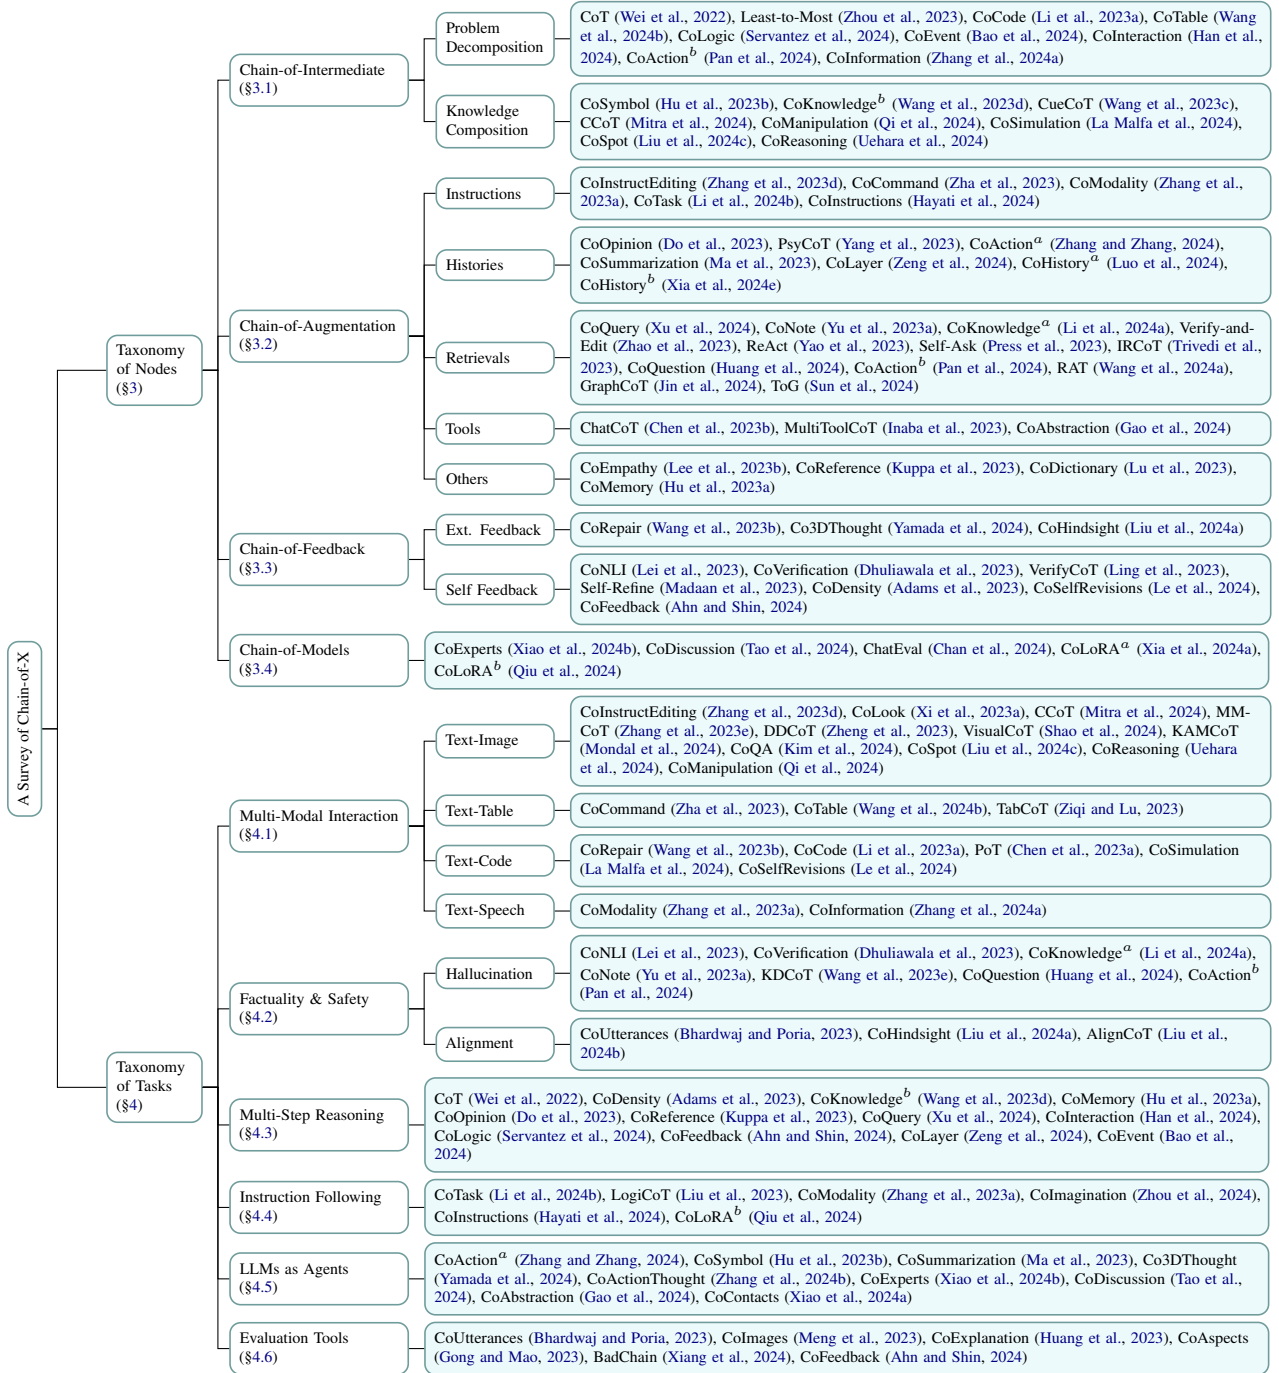 A Survey of Chain-of-X
Taxonomy
of Nodes
(§3)
Chain-of-Intermediate
(§3.1)
Problem
Decomposition
CoT (Wei et al., 2022), Least-to-Most (Zhou et al., 2023), CoCode (Li et al., 2023a), CoTable (Wang
et al., 2024b), CoLogic (Servantez et al., 2024), CoEvent (Bao et al., 2024), CoInteraction (Han et al.,
2024), CoAction^b (Pan et al., 2024), CoInformation (Zhang et al., 2024a)
Knowledge
Composition
CoSymbol (Hu et al., 2023b), CoKnowledge^b (Wang et al., 2023d), CueCoT (Wang et al., 2023c),
CCoT (Mitra et al., 2024), CoManipulation (Qi et al., 2024), CoSimulation (La Malfa et al., 2024),
CoSpot (Liu et al., 2024c), CoReasoning (Uehara et al., 2024)
Chain-of-Augmentation
(§3.2)
Instructions
CoInstructEditing (Zhang et al., 2023d), CoCommand (Zha et al., 2023), CoModality (Zhang et al.,
2023a), CoTask (Li et al., 2024b), CoInstructions (Hayati et al., 2024)
Histories
CoOpinion (Do et al., 2023), PsyCoT (Yang et al., 2023), CoAction^a (Zhang and Zhang, 2024),
CoSummarization (Ma et al., 2023), CoLayer (Zeng et al., 2024), CoHistory^a (Luo et al., 2024),
CoHistory^b (Xia et al., 2024e)
Retrievals
CoQuery (Xu et al., 2024), CoNote (Yu et al., 2023a), CoKnowledge^a (Li et al., 2024a), Verify-and-
Edit (Zhao et al., 2023), ReAct (Yao et al., 2023), Self-Ask (Press et al., 2023), IRCoT (Trivedi et al.,
2023), CoQuestion (Huang et al., 2024), CoAction^b (Pan et al., 2024), RAT (Wang et al., 2024a),
GraphCoT (Jin et al., 2024), ToG (Sun et al., 2024)
Tools
ChatCoT (Chen et al., 2023b), MultiToolCoT (Inaba et al., 2023), CoAbstraction (Gao et al., 2024)
Others
CoEmpathy (Lee et al., 2023b), CoReference (Kuppa et al., 2023), CoDictionary (Lu et al., 2023),
CoMemory (Hu et al., 2023a)
Chain-of-Feedback
(§3.3)
Ext. Feedback
CoRepair (Wang et al., 2023b), Co3DThought (Yamada et al., 2024), CoHindsight (Liu et al., 2024a)
Self Feedback
CoNLI (Lei et al., 2023), CoVerification (Dhuliawala et al., 2023), VerifyCoT (Ling et al., 2023),
Self-Refine (Madaan et al., 2023), CoDensity (Adams et al., 2023), CoSelfRevisions (Le et al., 2024),
CoFeedback (Ahn and Shin, 2024)
Chain-of-Models
(§3.4)
CoExperts (Xiao et al., 2024b), CoDiscussion (Tao et al., 2024), ChatEval (Chan et al., 2024), CoLoRA^a (Xia et al., 2024a),
CoLoRA^b (Qiu et al., 2024)
Taxonomy
of Tasks
(§4)
Multi-Modal Interaction
(§4.1)
Text-Image
CoInstructEditing (Zhang et al., 2023d), CoLook (Xi et al., 2023a), CCoT (Mitra et al., 2024), MM-
CoT (Zhang et al., 2023e), DDCoT (Zheng et al., 2023), VisualCoT (Shao et al., 2024), KAMCoT
(Mondal et al., 2024), CoQA (Kim et al., 2024), CoSpot (Liu et al., 2024c), CoReasoning (Uehara
et al., 2024), CoManipulation (Qi et al., 2024)
Text-Table
CoCommand (Zha et al., 2023), CoTable (Wang et al., 2024b), TabCoT (Ziqi and Lu, 2023)
Text-Code
CoRepair (Wang et al., 2023b), CoCode (Li et al., 2023a), PoT (Chen et al., 2023a), CoSimulation
(La Malfa et al., 2024), CoSelfRevisions (Le et al., 2024)
Text-Speech
CoModality (Zhang et al., 2023a), CoInformation (Zhang et al., 2024a)
Factuality & Safety
(§4.2)
Hallucination
CoNLI (Lei et al., 2023), CoVerification (Dhuliawala et al., 2023), CoKnowledge^a (Li et al., 2024a),
CoNote (Yu et al., 2023a), KDCoT (Wang et al., 2023e), CoQuestion (Huang et al., 2024), CoAction^b
(Pan et al., 2024)
Alignment
CoUtterances (Bhardwaj and Poria, 2023), CoHindsight (Liu et al., 2024a), AlignCoT (Liu et al.,
2024b)
Multi-Step Reasoning
(§4.3)
CoT (Wei et al., 2022), CoDensity (Adams et al., 2023), CoKnowledge^b (Wang et al., 2023d), CoMemory (Hu et al., 2023a),
CoOpinion (Do et al., 2023), CoReference (Kuppa et al., 2023), CoQuery (Xu et al., 2024), CoInteraction (Han et al., 2024),
CoLogic (Servantez et al., 2024), CoFeedback (Ahn and Shin, 2024), CoLayer (Zeng et al., 2024), CoEvent (Bao et al.,
2024)
Instruction Following
(§4.4)
CoTask (Li et al., 2024b), LogiCoT (Liu et al., 2023), CoModality (Zhang et al., 2023a), CoImagination (Zhou et al., 2024),
CoInstructions (Hayati et al., 2024), CoLoRA^b (Qiu et al., 2024)
LLMs as Agents
(§4.5)
CoAction^a (Zhang and Zhang, 2024), CoSymbol (Hu et al., 2023b), CoSummarization (Ma et al., 2023), Co3DThought
(Yamada et al., 2024), CoActionThought (Zhang et al., 2024b), CoExperts (Xiao et al., 2024b), CoDiscussion (Tao et al.,
2024), CoAbstraction (Gao et al., 2024), CoContacts (Xiao et al., 2024a)
Evaluation Tools
(§4.6)
CoUtterances (Bhardwaj and Poria, 2023), CoImages (Meng et al., 2023), CoExplanation (Huang et al., 2023), CoAspects
(Gong and Mao, 2023), BadChain (Xiang et al., 2024), CoFeedback (Ahn and Shin, 2024)